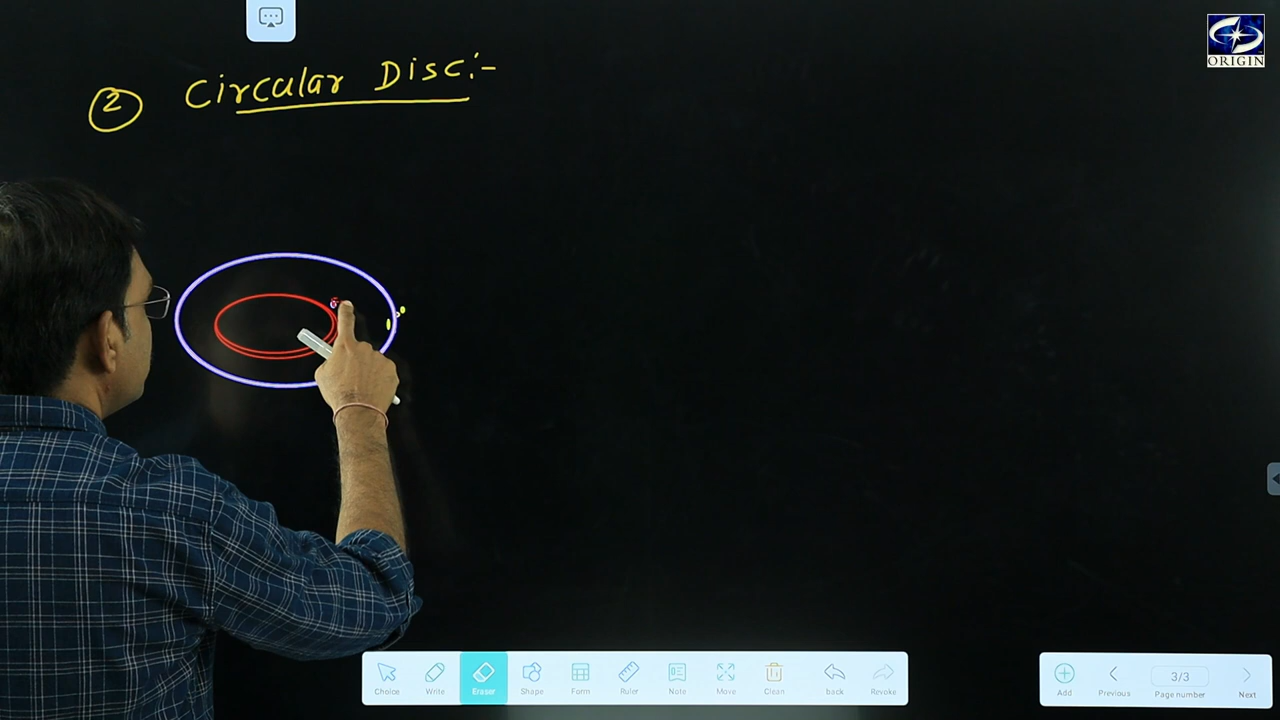 ② Circular Disc:-
ORIGIN
Choice Write Eraser Shape Form Ruler Note Move Clean back Revoke
Add Previous 3/3 Page number Next